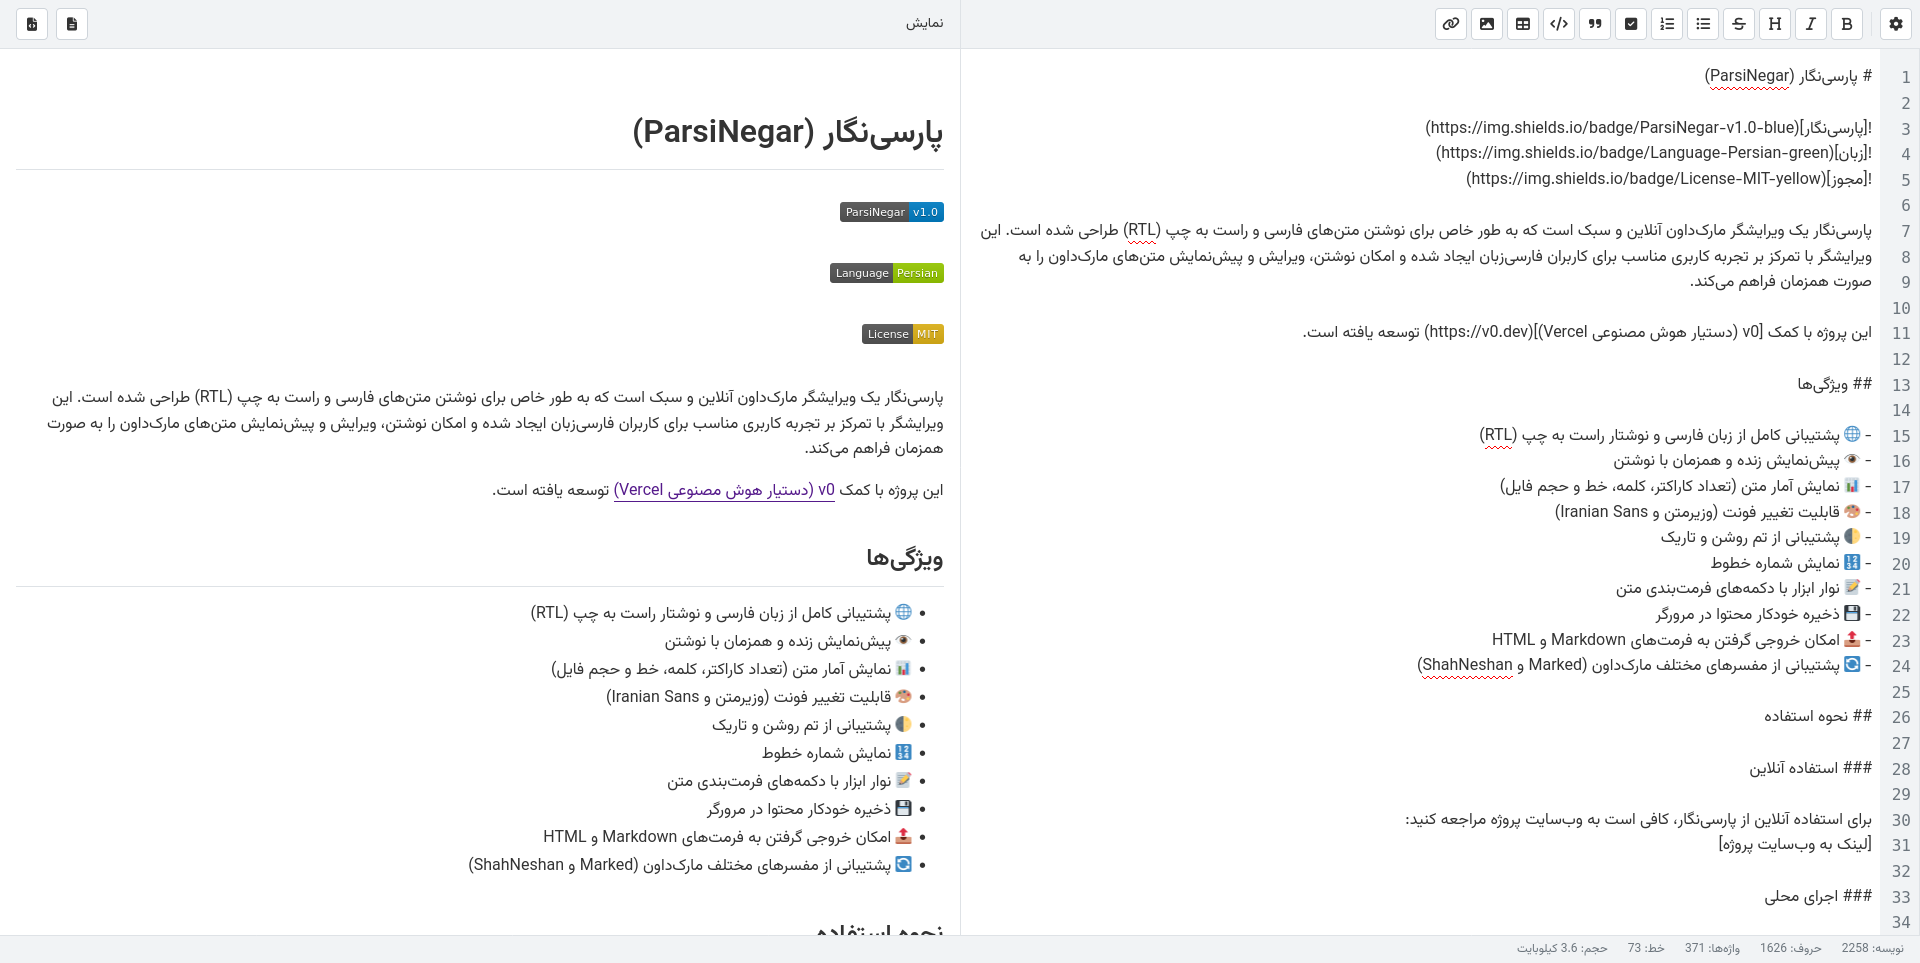 # پارسی‌نگار (ParsiNegar)
![پارسی‌نگار](https://img.shields.io/badge/ParsiNegar-v1.0-blue)
![زبان](https://img.shields.io/badge/Language-Persian-green)
![مجوز](https://img.shields.io/badge/License-MIT-yellow)
پارسی‌نگار یک ویرایشگر مارک‌داون آنلاین و سبک است که به طور خاص برای نوشتن متن‌های فارسی و راست به چپ (RTL) طراحی شده است. این
ویرایشگر با تمرکز بر تجربه کاربری مناسب برای کاربران فارسی‌زبان ایجاد شده و امکان نوشتن، ویرایش و پیش‌نمایش متن‌های مارک‌داون را به
صورت همزمان فراهم می‌کند.
این پروژه با کمک [v0 (دستیار هوش مصنوعی Vercel)](https://v0.dev) توسعه یافته است.
## ویژگی‌ها
- 🌐 پشتیبانی کامل از زبان فارسی و نوشتار راست به چپ (RTL)
- 👁️ پیش‌نمایش زنده و همزمان با نوشتن
- 📊 نمایش آمار متن (تعداد کاراکتر، کلمه، خط و حجم فایل)
- 🎨 قابلیت تغییر فونت (وزیرمتن و Iranian Sans)
- 🌓 پشتیبانی از تم روشن و تاریک
- 🔢 نمایش شماره خطوط
- 📝 نوار ابزار با دکمه‌های فرمت‌بندی متن
- 💾 ذخیره خودکار محتوا در مرورگر
- 📤 امکان خروجی گرفتن به فرمت‌های Markdown و HTML
- 🔄 پشتیبانی از مفسرهای مختلف مارک‌داون (Marked و ShahNeshan)
## نحوه استفاده
### استفاده آنلاین
برای استفاده آنلاین از پارسی‌نگار، کافی است به وب‌سایت پروژه مراجعه کنید:
[لینک به وب‌سایت پروژه]
### اجرای محلی
1
2
3
4
5
6
7
8
9
10
11
12
13
14
15
16
17
18
19
20
21
22
23
24
25
26
27
28
29
30
31
32
33
34
نمایش
پارسی‌نگار (ParsiNegar)
ParsiNegar v1.0
Language Persian
License MIT
پارسی‌نگار یک ویرایشگر مارک‌داون آنلاین و سبک است که به طور خاص برای نوشتن متن‌های فارسی و راست به چپ (RTL) طراحی شده است. این
ویرایشگر با تمرکز بر تجربه کاربری مناسب برای کاربران فارسی‌زبان ایجاد شده و امکان نوشتن، ویرایش و پیش‌نمایش متن‌های مارک‌داون را به صورت
همزمان فراهم می‌کند.
این پروژه با کمک v0 (دستیار هوش مصنوعی Vercel) توسعه یافته است.
ویژگی‌ها
• 🌐 پشتیبانی کامل از زبان فارسی و نوشتار راست به چپ (RTL)
• 👁️ پیش‌نمایش زنده و همزمان با نوشتن
• 📊 نمایش آمار متن (تعداد کاراکتر، کلمه، خط و حجم فایل)
• 🎨 قابلیت تغییر فونت (وزیرمتن و Iranian Sans)
• 🌓 پشتیبانی از تم روشن و تاریک
• 🔢 نمایش شماره خطوط
• 📝 نوار ابزار با دکمه‌های فرمت‌بندی متن
• 💾 ذخیره خودکار محتوا در مرورگر
• 📤 امکان خروجی گرفتن به فرمت‌های Markdown و HTML
• 🔄 پشتیبانی از مفسرهای مختلف مارک‌داون (Marked و ShahNeshan)
نحوه استفاده
نویسه: 2258 حروف: 1626 واژه‌ها: 371 خط: 73 حجم: 3.6 کیلوبایت